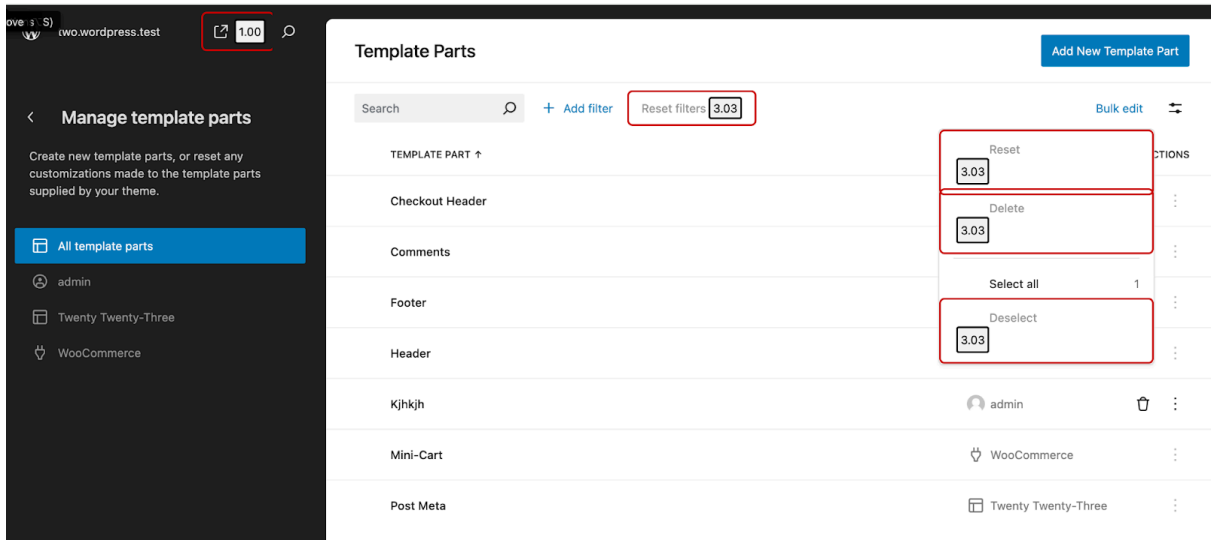 two.wordpress.test
1.00
Manage template parts
Create new template parts, or reset any
customizations made to the template parts
supplied by your theme.
All template parts
admin
Twenty Twenty-Three
WooCommerce
Template Parts
Add New Template Part
Search
+ Add filter
Reset filters 3.03
Bulk edit
TEMPLATE PART ↑
CTIONS
Reset
3.03
Delete
3.03
Select all 1
Deselect
3.03
Checkout Header
Comments
Footer
Header
Kjhkjh
admin
Mini-Cart
WooCommerce
Post Meta
Twenty Twenty-Three